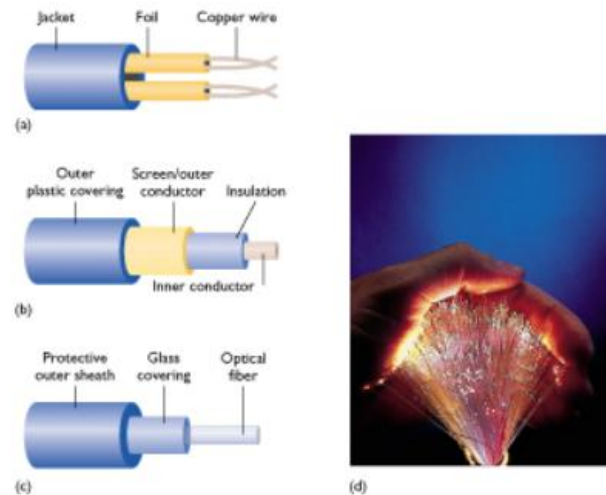 Jacket
Foil
Copper wire
(a)
Outer
plastic covering
Screen/outer
conductor
Insulation
Inner conductor
(b)
Protective
outer sheath
Glass
covering
Optical
fiber
(c)
(d)